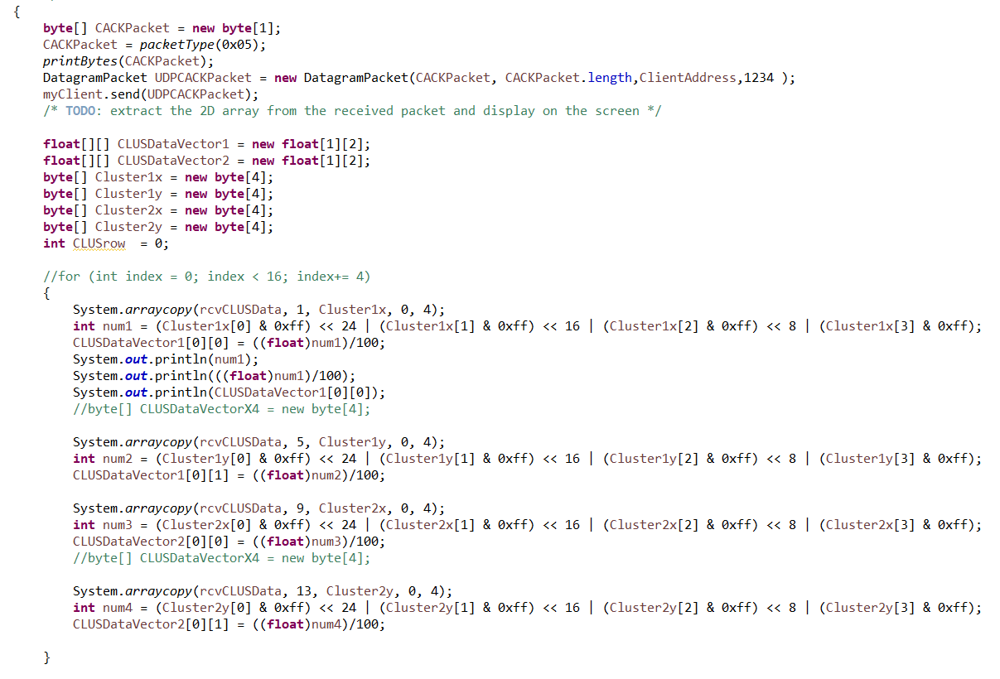 {
byte[] CACKPacket = new byte[1];
CACKPacket = packetType(0x05);
printBytes(CACKPacket);
DatagramPacket UDPCACKPacket = new DatagramPacket(CACKPacket, CACKPacket.length,ClientAddress,1234 );
myClient.send(UDPCACKPacket);
/* TODO: extract the 2D array from the received packet and display on the screen */
float[][] CLUSDataVector1 = new float[1][2];
float[][] CLUSDataVector2 = new float[1][2];
byte[] Cluster1x = new byte[4];
byte[] Cluster1y = new byte[4];
byte[] Cluster2x = new byte[4];
byte[] Cluster2y = new byte[4];
int CLUSrow  = 0;
//for (int index = 0; index < 16; index+= 4)
{
System.arraycopy(rcvCLUSData, 1, Cluster1x, 0, 4);
int num1 = (Cluster1x[0] & 0xff) << 24 | (Cluster1x[1] & 0xff) << 16 | (Cluster1x[2] & 0xff) << 8 | (Cluster1x[3] & 0xff);
CLUSDataVector1[0][0] = ((float)num1)/100;
System.out.println(num1);
System.out.println(((float)num1)/100);
System.out.println(CLUSDataVector1[0][0]);
//byte[] CLUSDataVectorX4 = new byte[4];
System.arraycopy(rcvCLUSData, 5, Cluster1y, 0, 4);
int num2 = (Cluster1y[0] & 0xff) << 24 | (Cluster1y[1] & 0xff) << 16 | (Cluster1y[2] & 0xff) << 8 | (Cluster1y[3] & 0xff);
CLUSDataVector1[0][1] = ((float)num2)/100;
System.arraycopy(rcvCLUSData, 9, Cluster2x, 0, 4);
int num3 = (Cluster2x[0] & 0xff) << 24 | (Cluster2x[1] & 0xff) << 16 | (Cluster2x[2] & 0xff) << 8 | (Cluster2x[3] & 0xff);
CLUSDataVector2[0][0] = ((float)num3)/100;
//byte[] CLUSDataVectorX4 = new byte[4];
System.arraycopy(rcvCLUSData, 13, Cluster2y, 0, 4);
int num4 = (Cluster2y[0] & 0xff) << 24 | (Cluster2y[1] & 0xff) << 16 | (Cluster2y[2] & 0xff) << 8 | (Cluster2y[3] & 0xff);
CLUSDataVector2[0][1] = ((float)num4)/100;
}